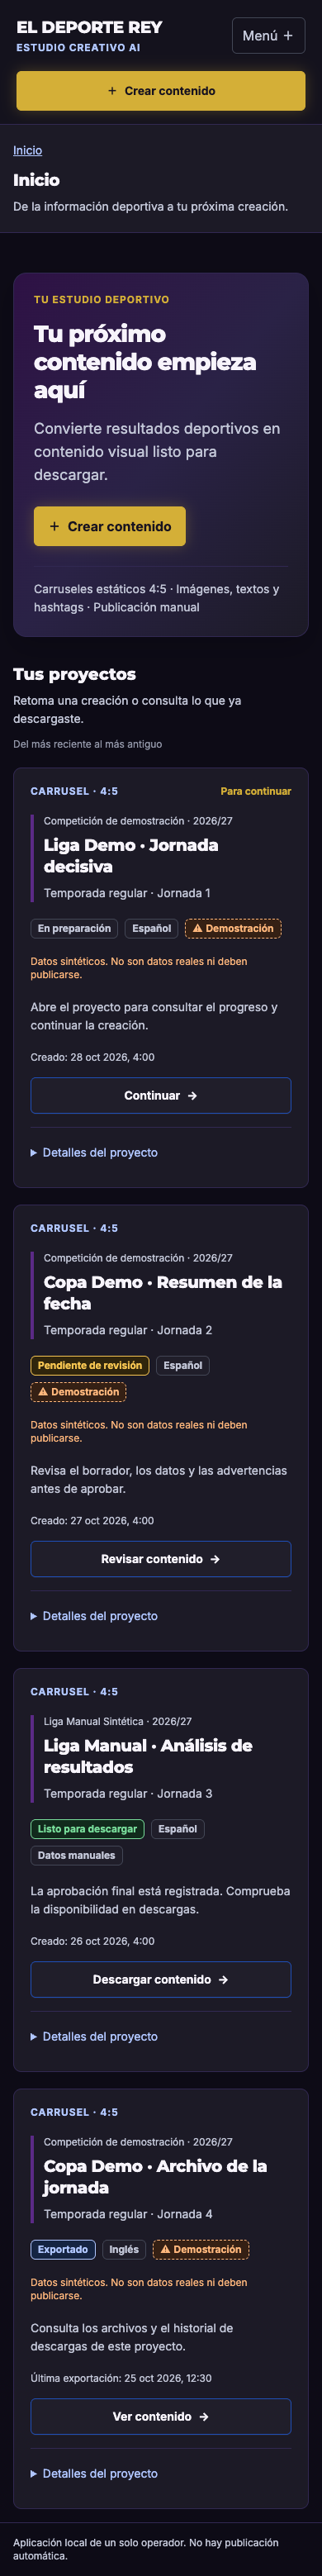 EL DEPORTE REY
ESTUDIO CREATIVO AI
Menú +
+ Crear contenido
Inicio
Inicio
De la información deportiva a tu próxima creación.
TU ESTUDIO DEPORTIVO
Tu próximo
contenido empieza
aquí
Convierte resultados deportivos en
contenido visual listo para
descargar.
+ Crear contenido
Carruseles estáticos 4:5 · Imágenes, textos y
hashtags · Publicación manual
Tus proyectos
Retoma una creación o consulta lo que ya
descargaste.
Del más reciente al más antiguo
CARRUSEL · 4:5 Para continuar
Competición de demostración · 2026/27
Liga Demo · Jornada
decisiva
Temporada regular · Jornada 1
En preparación Español ⚠ Demostración
Datos sintéticos. No son datos reales ni deben
publicarse.
Abre el proyecto para consultar el progreso y
continuar la creación.
Creado: 28 oct 2026, 4:00
Continuar →
▶ Detalles del proyecto
CARRUSEL · 4:5
Competición de demostración · 2026/27
Copa Demo · Resumen de la
fecha
Temporada regular · Jornada 2
Pendiente de revisión Español
⚠ Demostración
Datos sintéticos. No son datos reales ni deben
publicarse.
Revisa el borrador, los datos y las advertencias
antes de aprobar.
Creado: 27 oct 2026, 4:00
Revisar contenido →
▶ Detalles del proyecto
CARRUSEL · 4:5
Liga Manual Sintética · 2026/27
Liga Manual · Análisis de
resultados
Temporada regular · Jornada 3
Listo para descargar Español
Datos manuales
La aprobación final está registrada. Comprueba
la disponibilidad en descargas.
Creado: 26 oct 2026, 4:00
Descargar contenido →
▶ Detalles del proyecto
CARRUSEL · 4:5
Competición de demostración · 2026/27
Copa Demo · Archivo de la
jornada
Temporada regular · Jornada 4
Exportado Inglés ⚠ Demostración
Datos sintéticos. No son datos reales ni deben
publicarse.
Consulta los archivos y el historial de
descargas de este proyecto.
Última exportación: 25 oct 2026, 12:30
Ver contenido →
▶ Detalles del proyecto
Aplicación local de un solo operador. No hay publicación
automática.